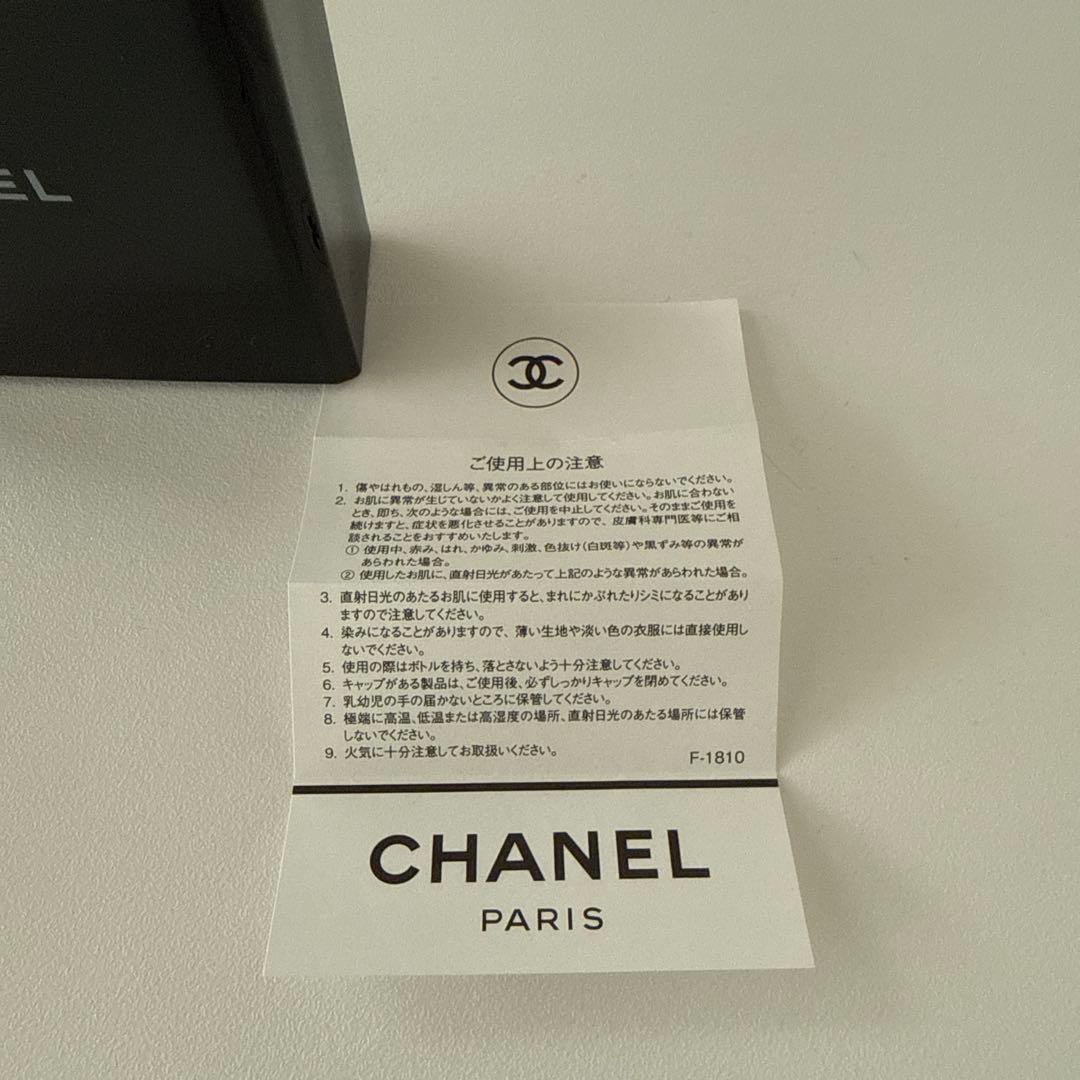 EL
ご使用上の注意
1. 傷やはれもの、湿しん等、異常のある部位にはお使いにならないでください。
2. お肌に異常が生じていないかよく注意して使用してください。お肌に合わない
とき、即ち、次のような場合には、ご使用を中止してください。そのままご使用を
続けますと、症状を悪化させることがありますので、皮膚科専門医等にご相
談されることをおすすめいたします。
① 使用中、赤み、はれ、かゆみ、刺激、色抜け(白斑等)や黒ずみ等の異常が
あらわれた場合。
② 使用したお肌に、直射日光があたって上記のような異常があらわれた場合。
3. 直射日光のあたるお肌に使用すると、まれにかぶれたりシミになることがあり
ますので注意してください。
4. 染みになることがありますので、薄い生地や淡い色の衣服には直接使用し
ないでください。
5. 使用の際はボトルを持ち、落とさないよう十分注意してください。
6. キャップがある製品は、ご使用後、必ずしっかりキャップを閉めてください。
7. 乳幼児の手の届かないところに保管してください。
8. 極端に高温、低温または高湿度の場所、直射日光のあたる場所には保管
しないでください。
9. 火気に十分注意してお取扱いください。
F-1810
CHANEL
PARIS